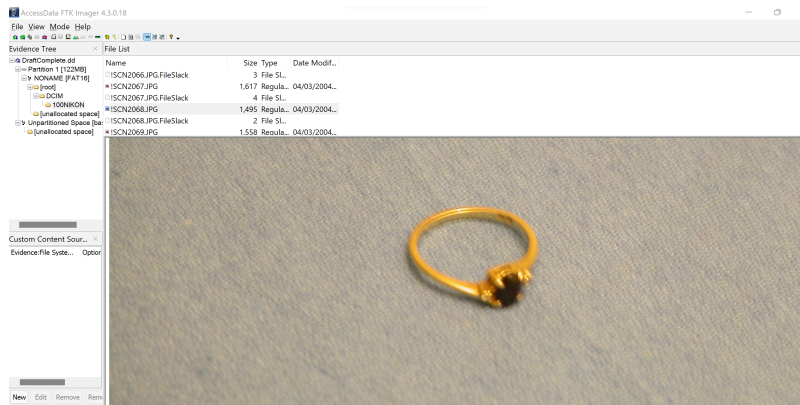 AccessData FTK Imager 4.3.0.18
File View Mode Help
Evidence Tree
File List
DraftComplete.dd
Partition 1 [122MB]
NONAME [FAT16]
[root]
DCIM
100NIKON
[unallocated space]
Unpartitioned Space [ba
[unallocated space]
Name Size Type Date Modif...
!SCN2066.JPG.FileSlack 3 File Sl...
!SCN2067.JPG 1,617 Regula... 04/03/2004...
!SCN2067.JPG.FileSlack 4 File Sl...
!SCN2068.JPG 1,495 Regula... 04/03/2004...
!SCN2068.JPG.FileSlack 2 File Sl...
!SCN2069.JPG 1,558 Regula... 04/03/2004...
Custom Content Sour...
Evidence:File Syste... Option
New Edit Remove Remo